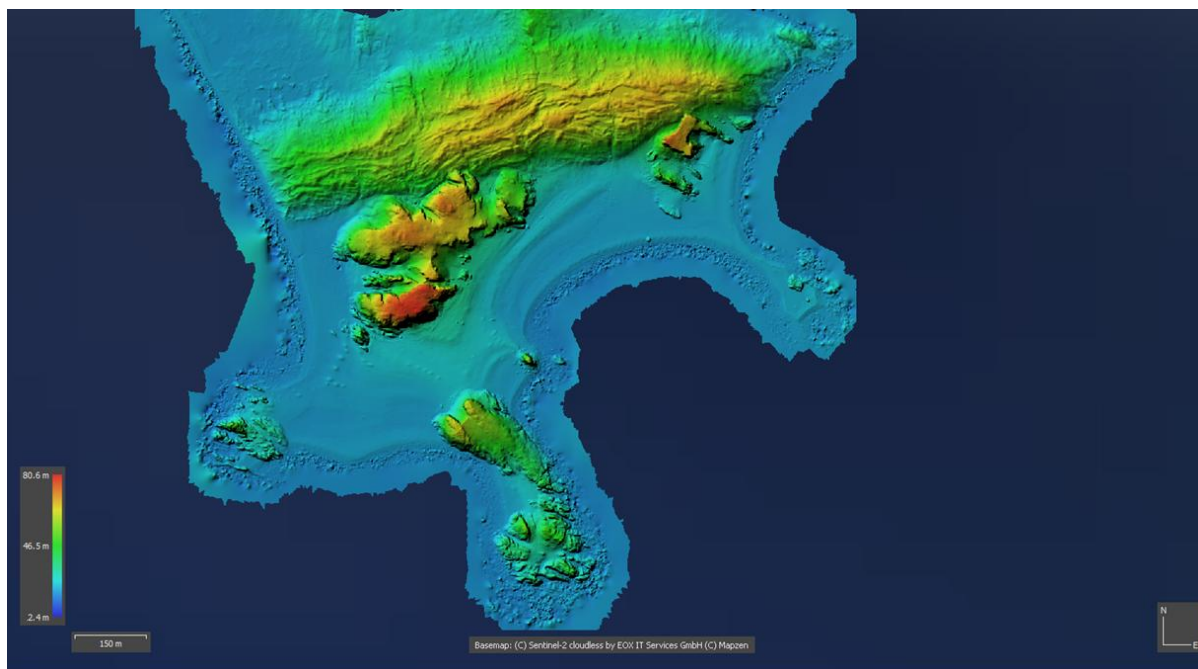 80.6 m
46.5 m
2.4 m
150 m
Basemap: (C) Sentinel-2 cloudless by EOX IT Services GmbH (C) Mapzen
N
E